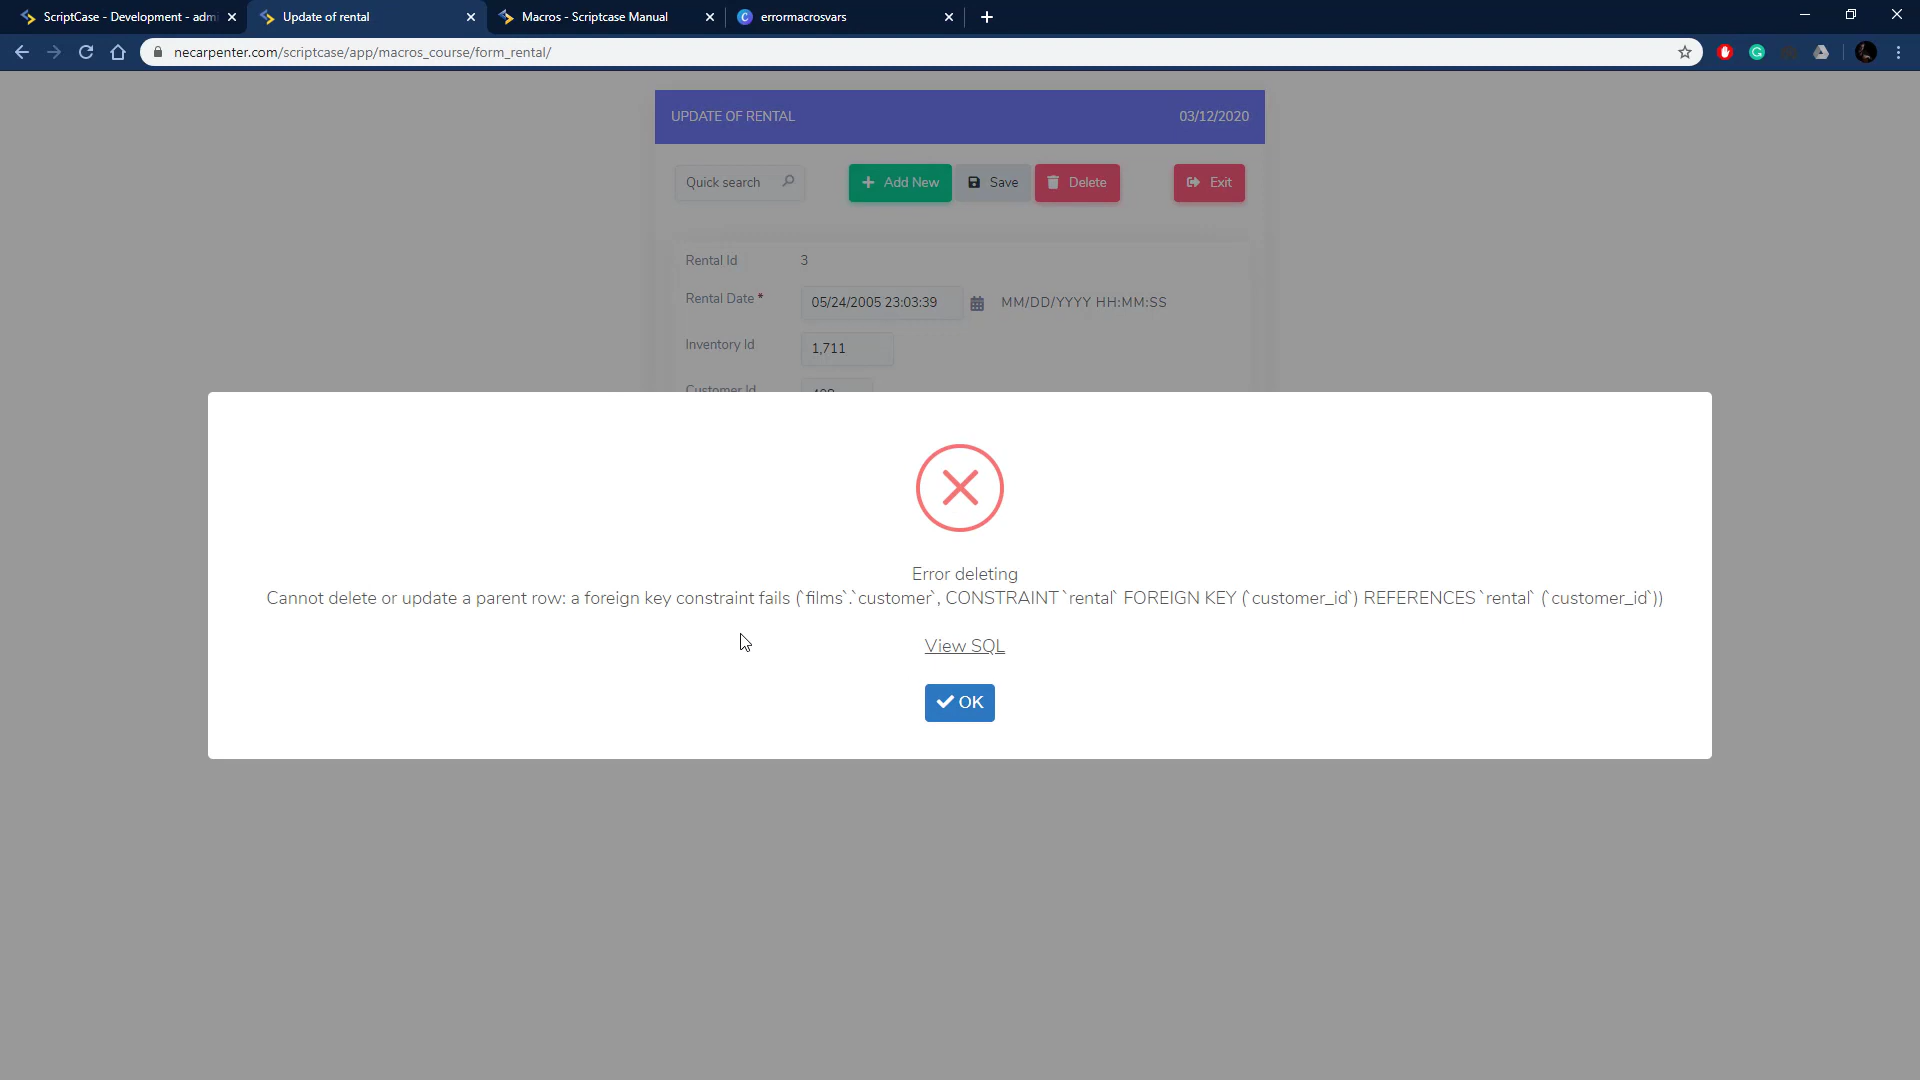 ScriptCase - Development - adm
Update of rental
Macros - Scriptcase Manual
errormacrosvars
necarpenter.com/scriptcase/app/macros_course/form_rental/
UPDATE OF RENTAL
03/12/2020
Quick search
Add New
Save
Delete
Exit
Rental Id
3
Rental Date *
05/24/2005 23:03:39
MM/DD/YYYY HH:MM:SS
Inventory Id
1,711
Customer Id
Error deleting
Cannot delete or update a parent row: a foreign key constraint fails (`films`.`customer`, CONSTRAINT `rental` FOREIGN KEY (`customer_id`) REFERENCES `rental` (`customer_id`))
View SQL
OK